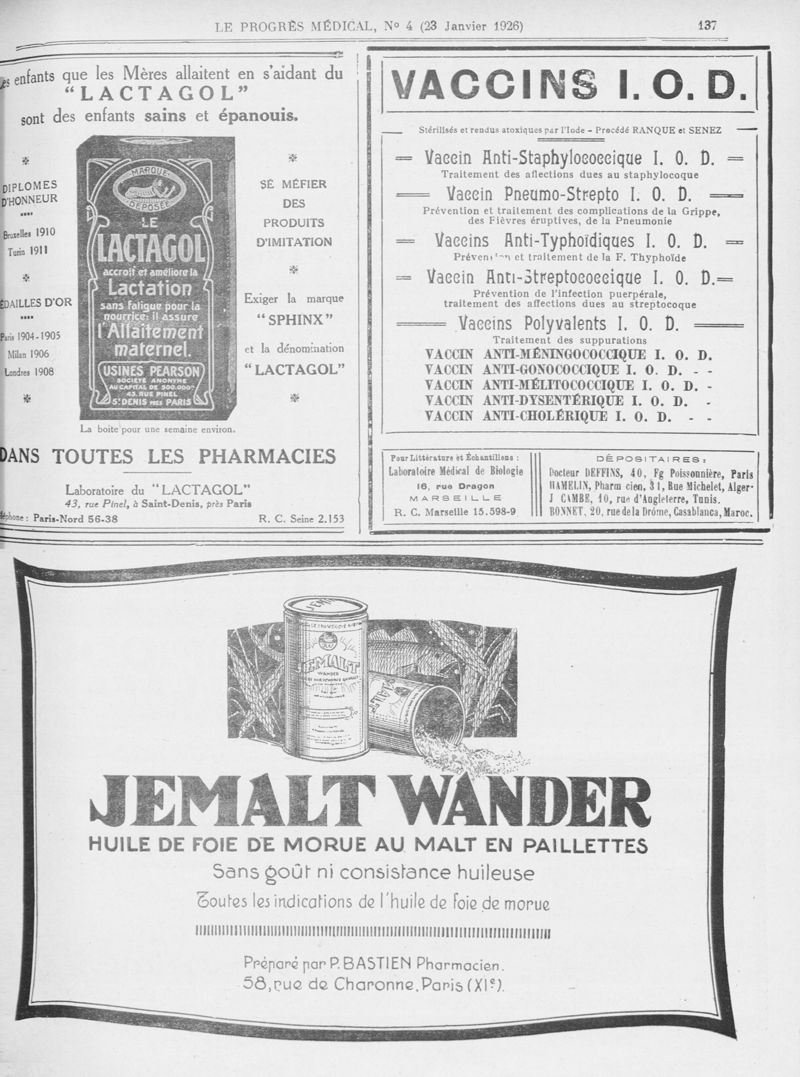 LE PROGRÈS MÉDICAL, No 4 (23 Janvier 1926)
137
es enfants que les Mères allaitent en s'aidant du
"LACTAGOL"
sont des enfants sains et épanouis.
DIPLOMES
D'HONNEUR
Bruxelles 1910
Turin 1911
ÉDAILLES D'OR
Paris 1904-1905
Milan 1906
Londres 1908
MARQUE
DÉPOSÉE
LE
LACTAGOL
accroit et améliore la
Lactation
sans fatigue pour la
nourrice: il assure
l'Allaitement
maternel.
USINES PEARSON
SOCIÉTÉ ANONYME
AU CAPITAL DE 500.000frs
43, RUE PINEL
St DENIS PRÈS PARIS
SÉ MÉFIER
DES
PRODUITS
D'IMITATION
Exiger la marque
"SPHINX"
et la dénomination
"LACTAGOL"
La boite pour une semaine environ.
DANS TOUTES LES PHARMACIES
Laboratoire du "LACTAGOL"
43, rue Pinel, à Saint-Denis, près Paris
éphone : Paris-Nord 56-38
R. C. Seine 2.153
VACCINS I. O. D.
Stérilisés et rendus atoxiques par l'Iode - Procédé RANQUE et SENEZ
Vaccin Anti-Staphylococcique I. O. D.
Traitement des affections dues au staphylocoque
Vaccin Pneumo-Strepto I. O. D.
Prévention et traitement des complications de la Grippe,
des Fièvres éruptives, de la Pneumonie
Vaccins Anti-Typhoïdiques I. O. D.
Préven on et traitement de la F. Thyphoïde
Vaccin Anti-Streptococcique I. O. D.
Prévention de l'infection puerpérale,
traitement des affections dues au streptocoque
Vaccins Polyvalents I. O. D.
Traitement des suppurations
VACCIN ANTI-MÉNINGOCOCCIQUE I. O. D.
VACCIN ANTI-GONOCOCCIQUE I. O. D. - -
VACCIN ANTI-MÉLITOCOCCIQUE I. O. D. -
VACCIN ANTI-DYSENTÉRIQUE I. O. D. -
VACCIN ANTI-CHOLÉRIQUE I. O. D. - -
Pour Littérature et Échantillons :
Laboratoire Médical de Biologie
16, rue Dragon
MARSEILLE
R. C. Marseille 15.598-9
DÉPOSITAIRES :
Docteur DEFFINS, 40, Fg Poissonnière, Paris
HAMELIN, Pharm cien, 31, Rue Michelet, Alger-
J CAMBE, 10, rue d'Angleterre, Tunis.
BONNET, 20, rue de la Drôme, Casablanca, Maroc.
JEMALT
WANDER
JEMALT WANDER
HUILE DE FOIE DE MORUE AU MALT EN PAILLETTES
Sans goût ni consistance huileuse
Toutes les indications de l'huile de foie de morue
Préparé par P. BASTIEN Pharmacien.
58, rue de Charonne, Paris (XIe).